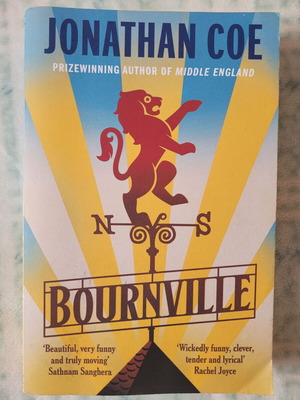 JONATHAN COE
PRIZEWINNING AUTHOR OF MIDDLE ENGLAND
N S
BOURNVILLE
'Beautiful, very funny
and truly moving'
Sathnam Sanghera
'Wickedly funny, clever,
tender and lyrical'
Rachel Joyce